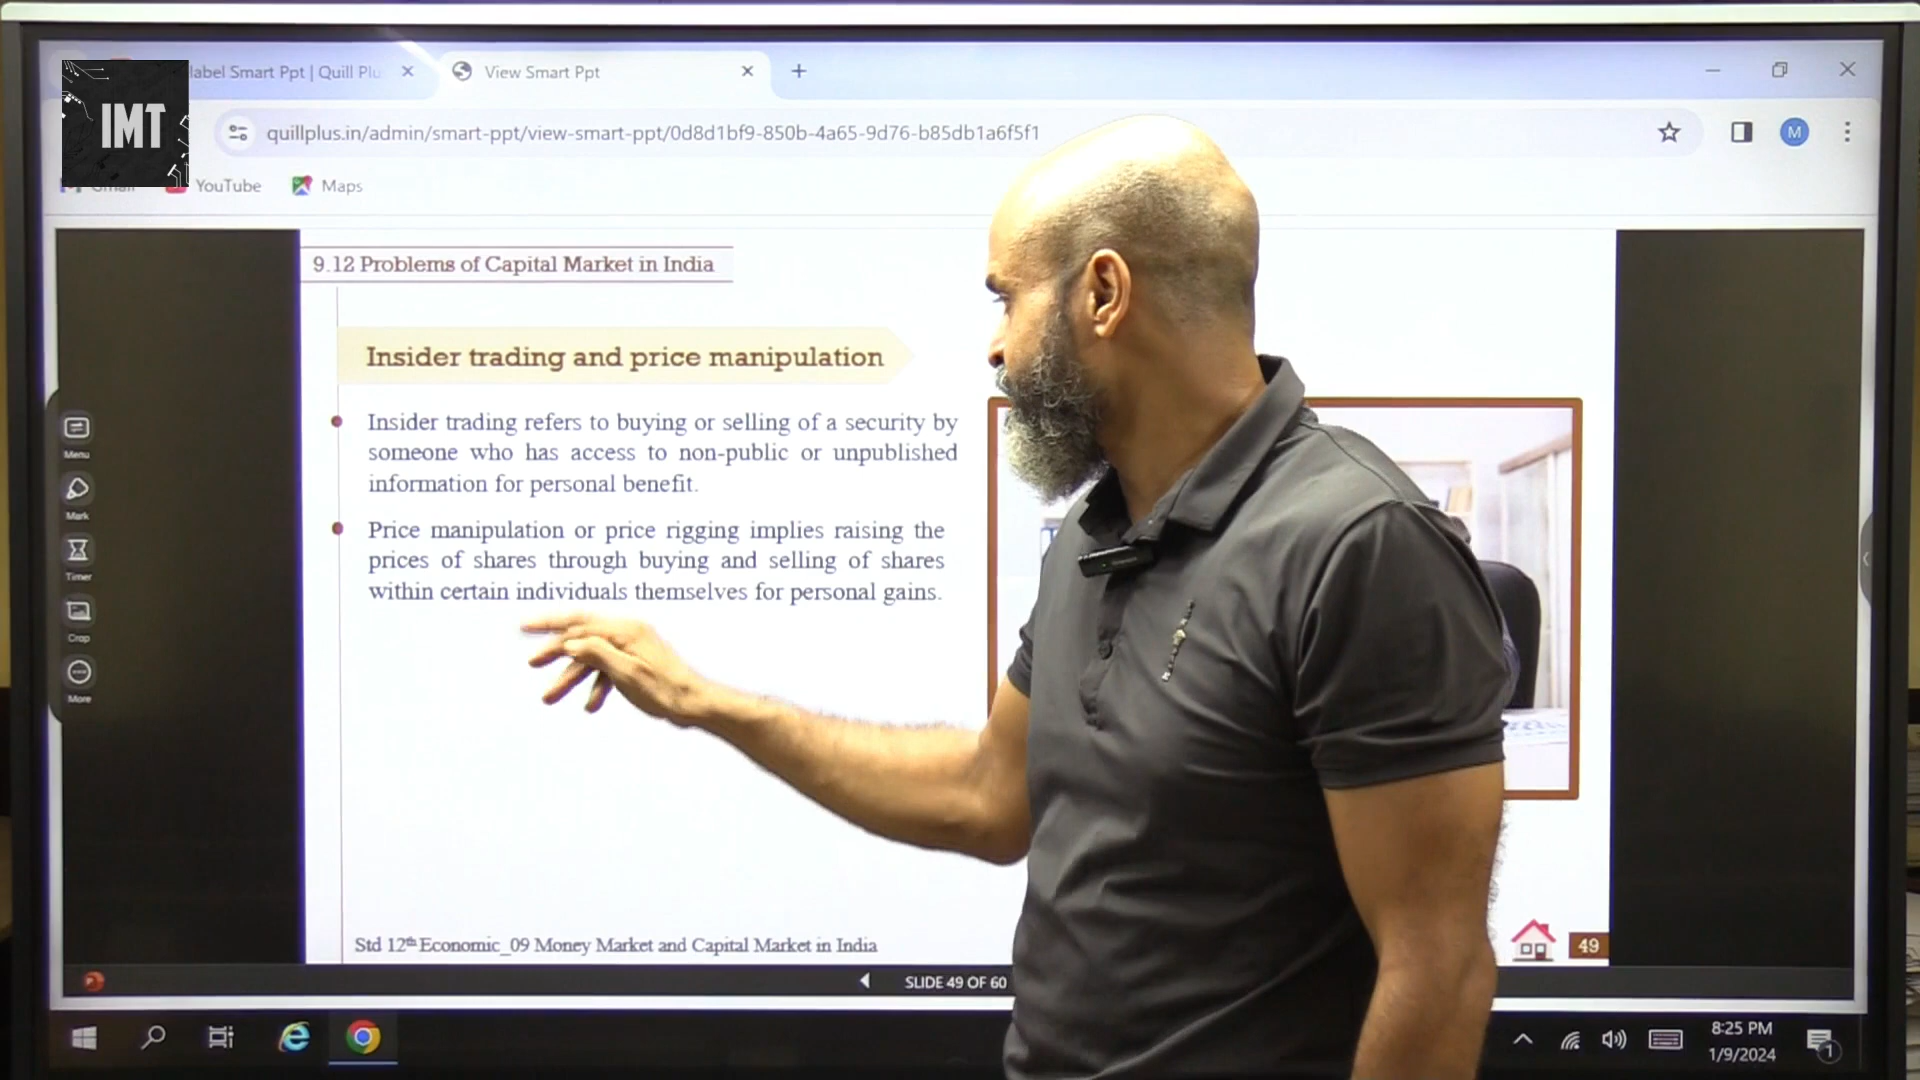 IMT
label Smart Ppt | Quill Plu
View Smart Ppt
quillplus.in/admin/smart-ppt/view-smart-ppt/0d8d1bf9-850b-4a65-9d76-b85db1a6f5f1
M
Gmail
YouTube
Maps
9.12 Problems of Capital Market in India
Insider trading and price manipulation
Insider trading refers to buying or selling of a security by
someone who has access to non-public or unpublished
information for personal benefit.
Price manipulation or price rigging implies raising the
prices of shares through buying and selling of shares
within certain individuals themselves for personal gains.
Menu
Mark
Timer
Crop
More
Std 12th Economic_09 Money Market and Capital Market in India
49
SLIDE 49 OF 60
8:25 PM
1/9/2024
1